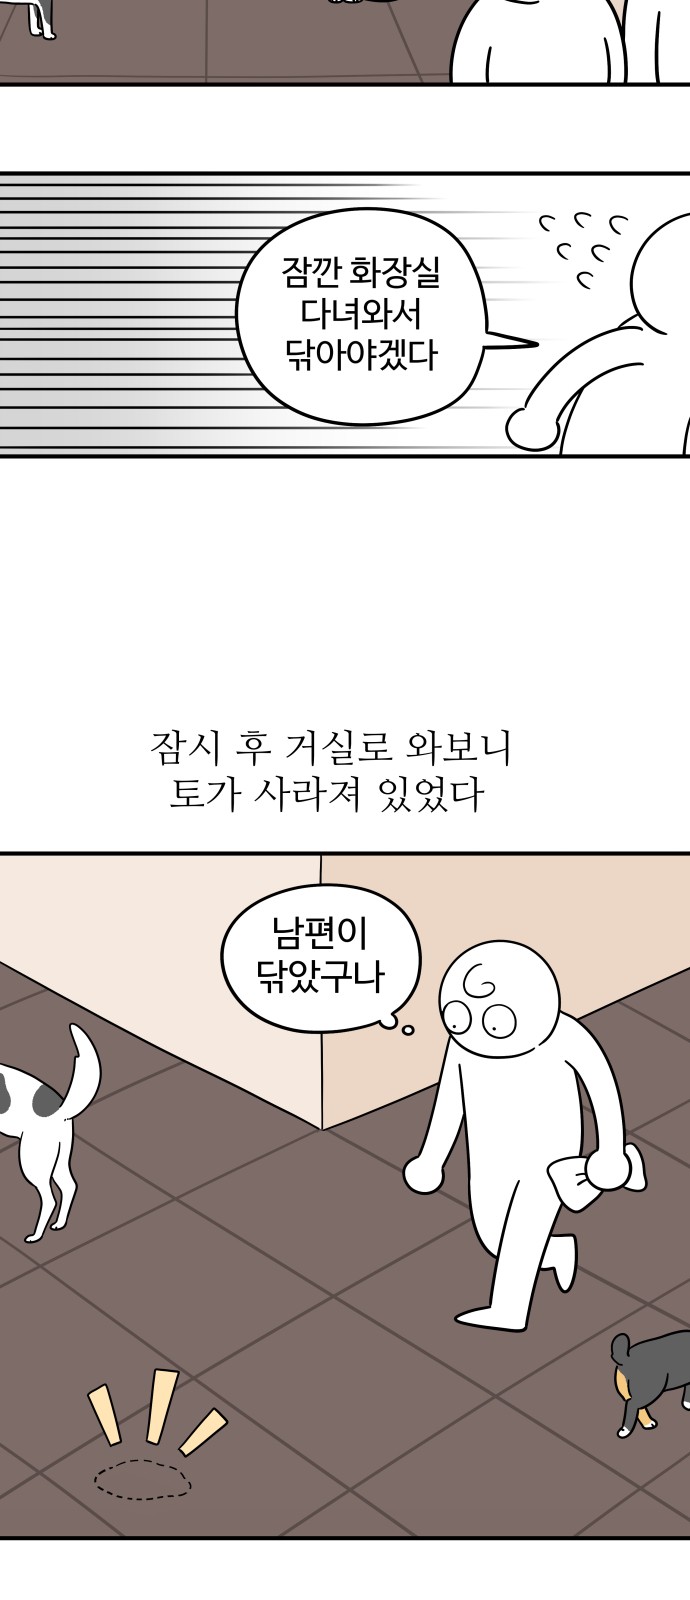 잠깐 화장실
다녀와서
닦아야겠다
잠시 후 거실로 와보니
토가 사라져 있었다
남편이
닦았구나